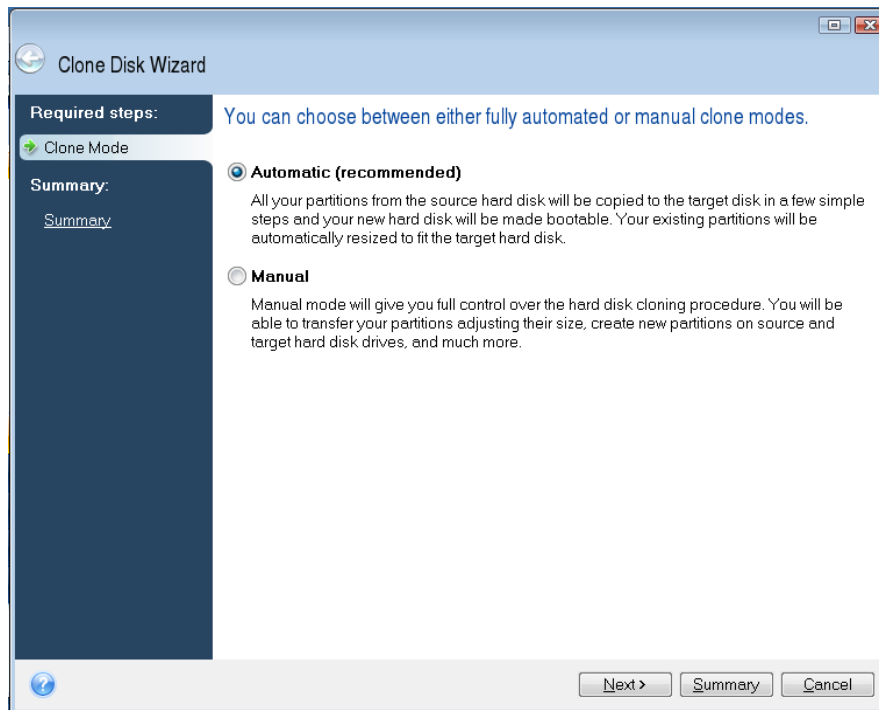 Clone Disk Wizard
Required steps:
Clone Mode
Summary:
Summary
You can choose between either fully automated or manual clone modes.
Automatic (recommended)
All your partitions from the source hard disk will be copied to the target disk in a few simple
steps and your new hard disk will be made bootable. Your existing partitions will be
automatically resized to fit the target hard disk.
Manual
Manual mode will give you full control over the hard disk cloning procedure. You will be
able to transfer your partitions adjusting their size, create new partitions on source and
target hard disk drives, and much more.
?
Next >
Summary
Cancel